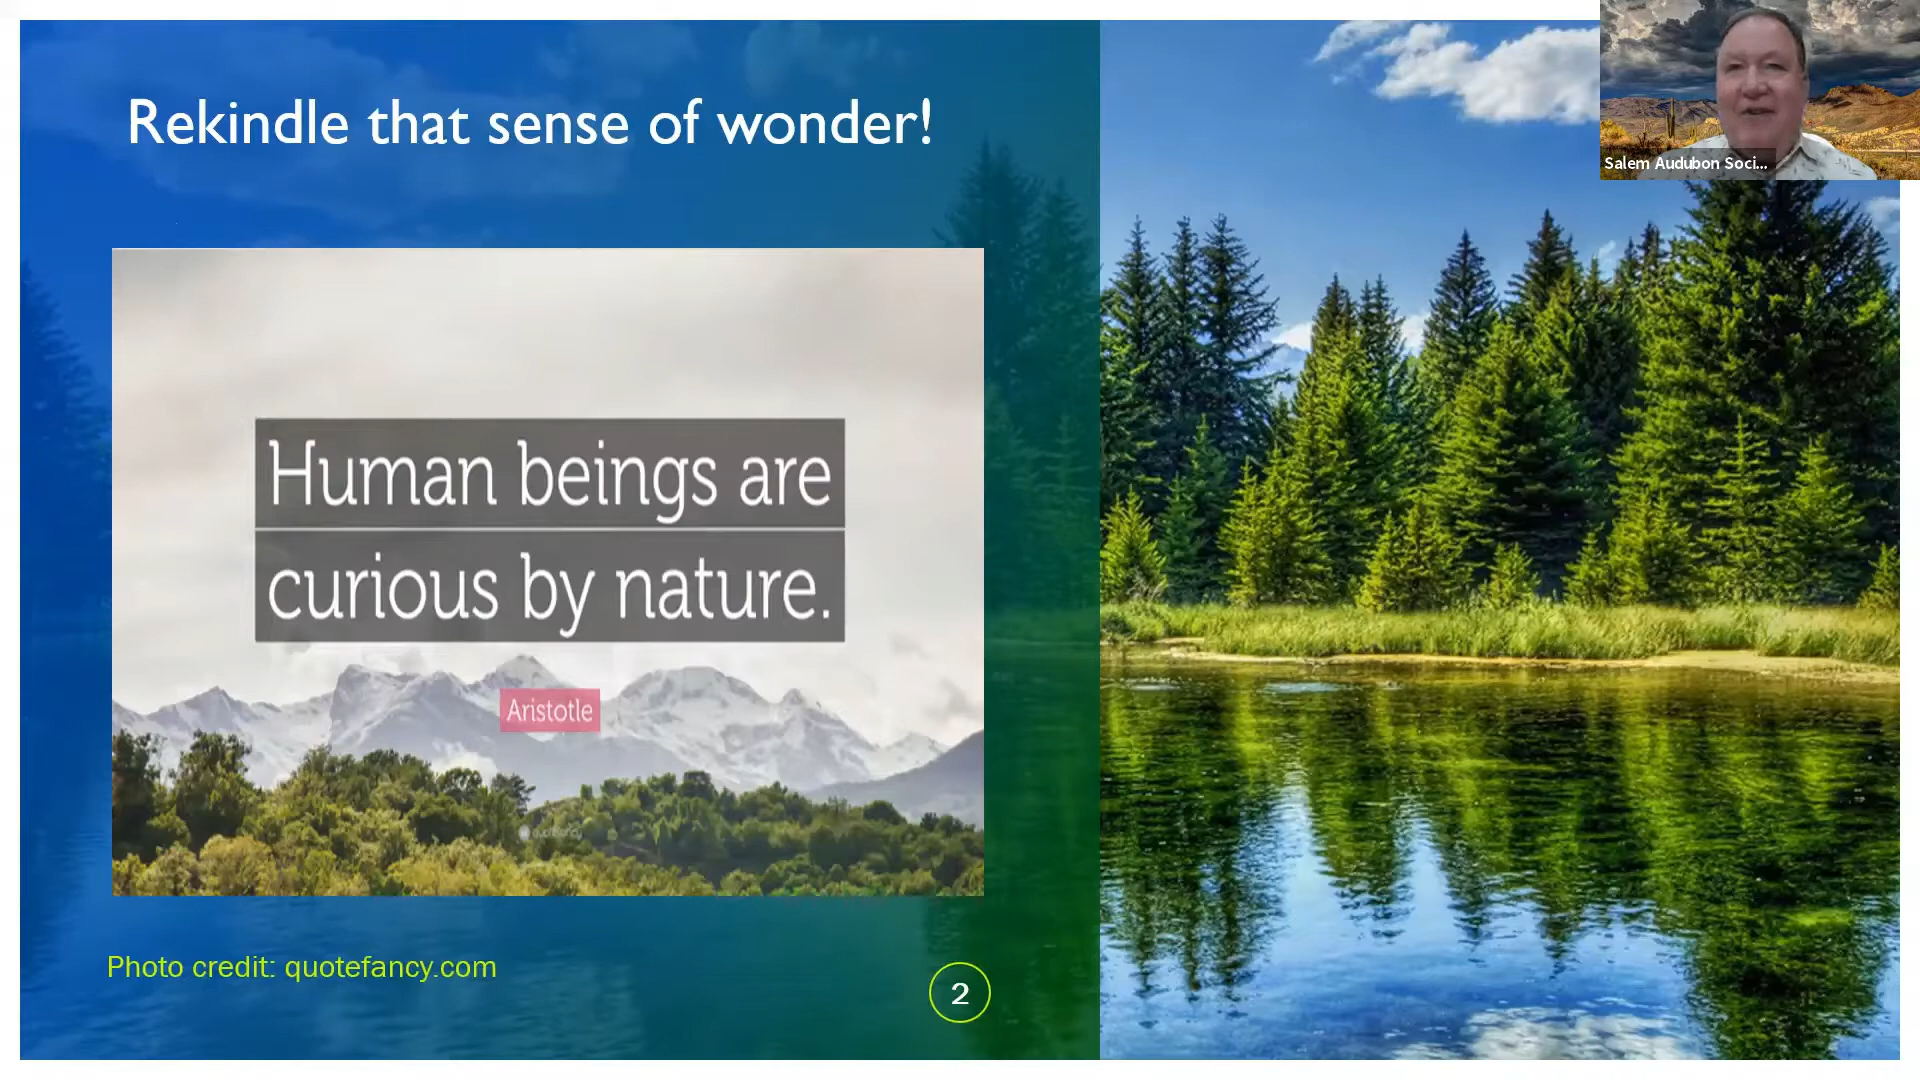 Rekindle that sense of wonder!
Salem Audubon Soci...
Human beings are
curious by nature.
Aristotle
quotefancy
Photo credit: quotefancy.com
2